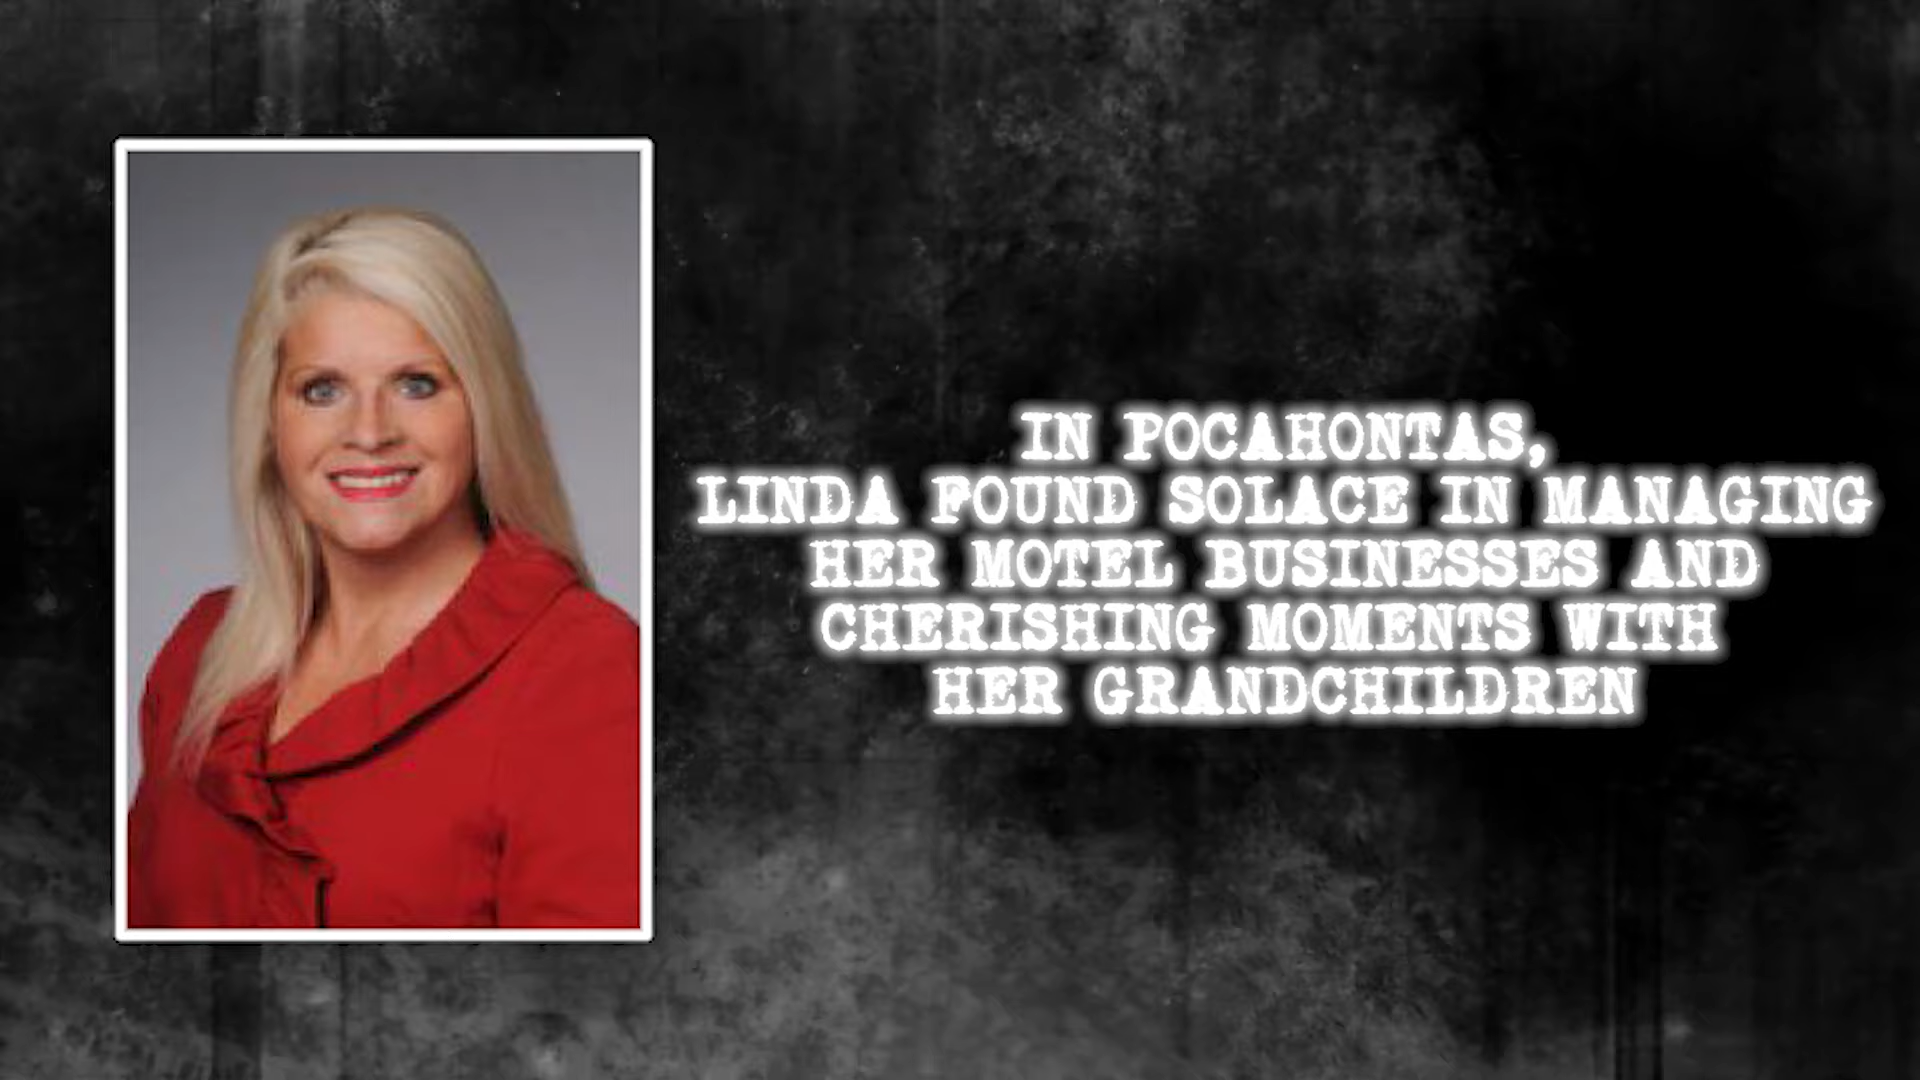 IN POCAHONTAS,
LINDA FOUND SOLACE IN MANAGING
HER MOTEL BUSINESSES AND
CHERISHING MOMENTS WITH
HER GRANDCHILDREN